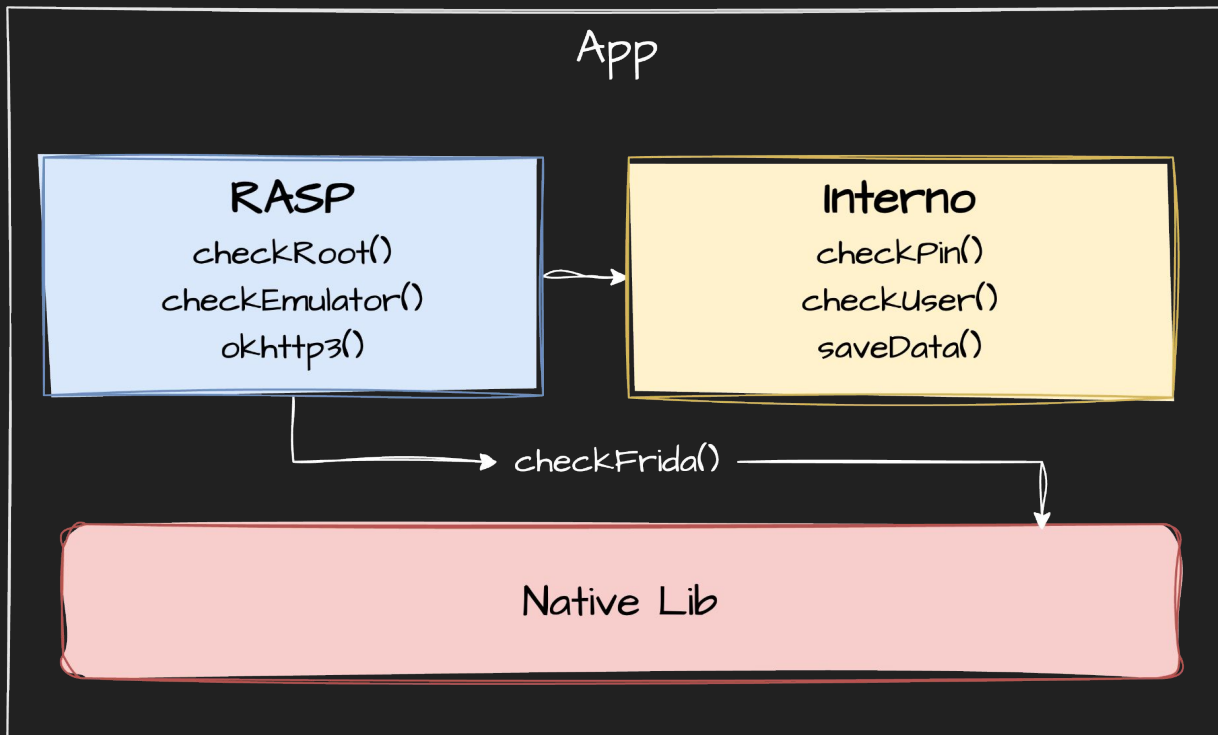 App
RASP
checkRoot()
checkEmulator()
okhttp3()
Interno
checkPin()
checkUser()
saveData()
checkFrida()
Native Lib